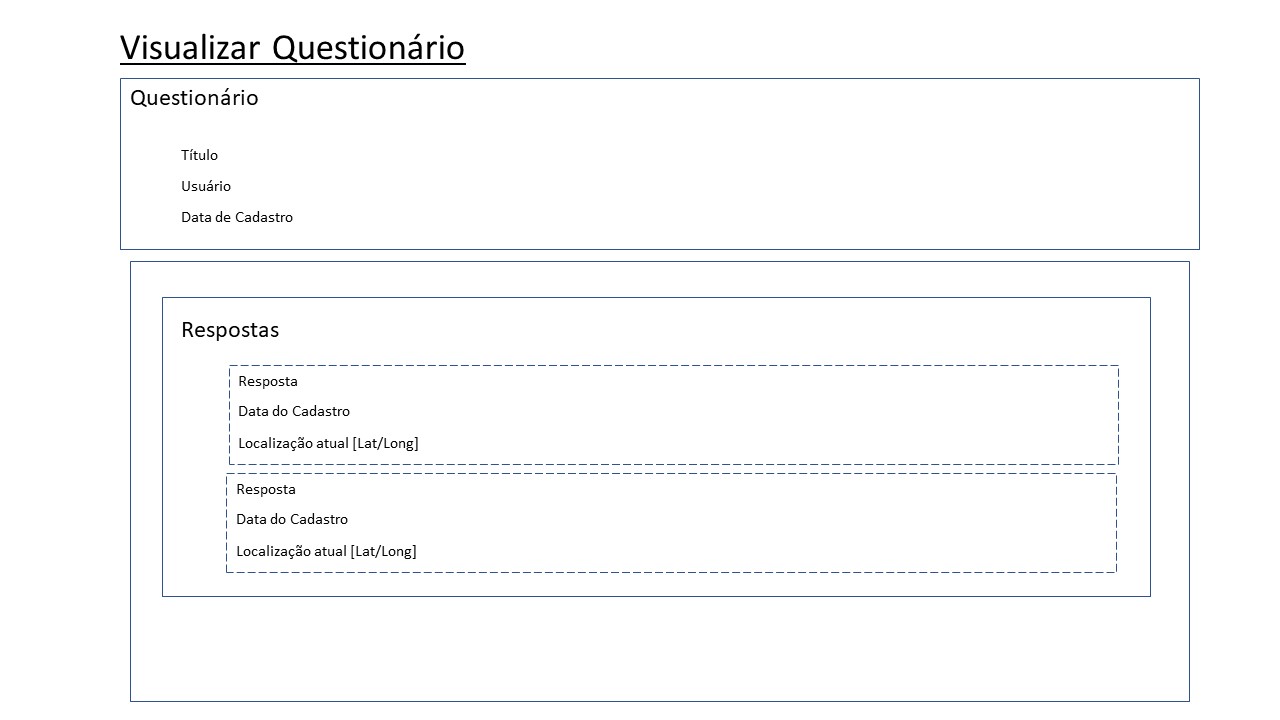 Visualizar Questionário
Questionário
Título
Usuário
Data de Cadastro
Respostas
Resposta
Data do Cadastro
Localização atual [Lat/Long]
Resposta
Data do Cadastro
Localização atual [Lat/Long]